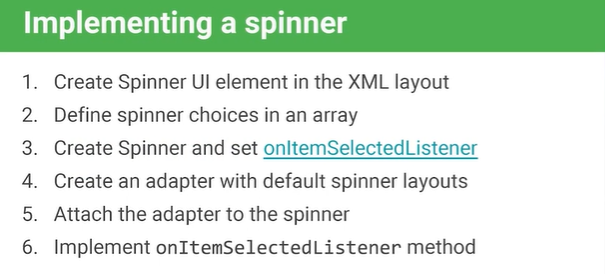 Implementing a spinner
1. Create Spinner UI element in the XML layout
2. Define spinner choices in an array
3. Create Spinner and set onItemSelectedListener
4. Create an adapter with default spinner layouts
5. Attach the adapter to the spinner
6. Implement onItemSelectedListener method